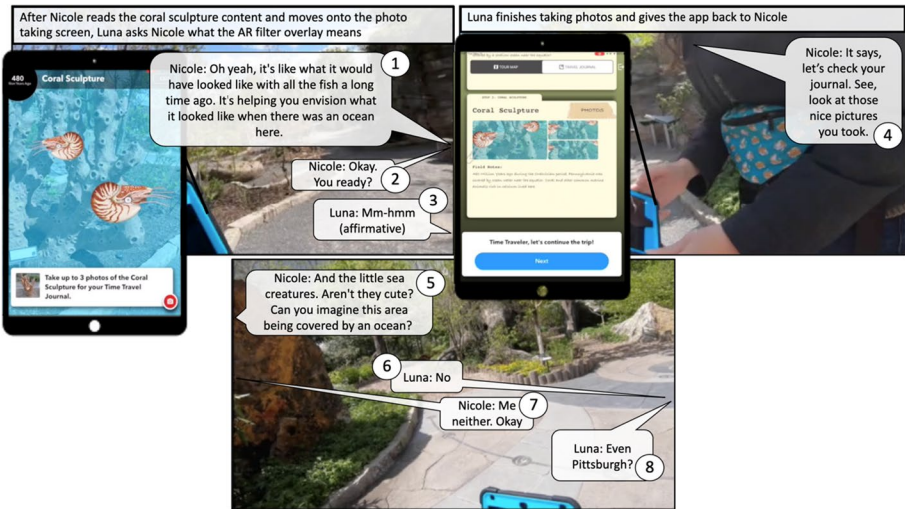 After Nicole reads the coral sculpture content and moves onto the photo
taking screen, Luna asks Nicole what the AR filter overlay means
Luna finishes taking photos and gives the app back to Nicole
480
Coral Sculpture
Take up to 3 photos of the Coral
Sculpture for your Time Travel
Journal.
Nicole: Oh yeah, it's like what it would
have looked like with all the fish a long
time ago. It's helping you envision what
it looked like when there was an ocean
here.
1
Nicole: Okay.
You ready?
2
3
Luna: Mm-hmm
(affirmative)
TOUR MAP
TRAVEL JOURNAL
Coral Sculpture
PHOTOS
Field Notes:
Time Traveler, let's continue the trip!
Next
Nicole: It says,
let's check your
journal. See,
look at those
nice pictures
you took.
4
Nicole: And the little sea
creatures. Aren't they cute?
Can you imagine this area
being covered by an ocean?
5
6
Luna: No
Nicole: Me
neither. Okay
7
Luna: Even
Pittsburgh?
8